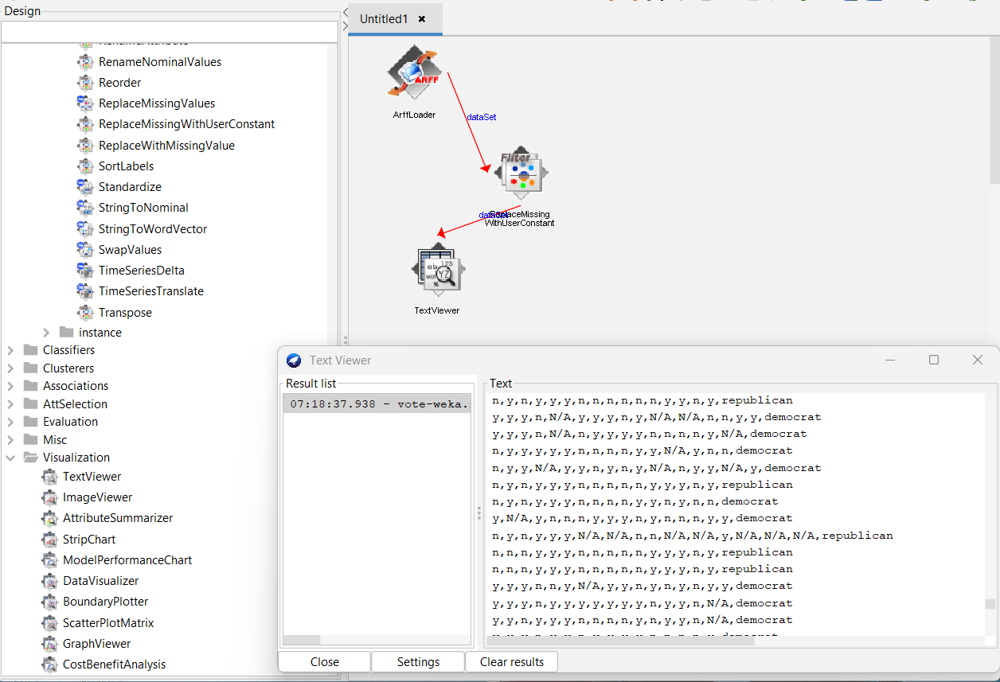 Design
RenameNominalValues
Reorder
ReplaceMissingValues
ReplaceMissingWithUserConstant
ReplaceWithMissingValue
SortLabels
Standardize
StringToNominal
StringToWordVector
SwapValues
TimeSeriesDelta
TimeSeriesTranslate
Transpose
instance
Classifiers
Clusterers
Associations
AttSelection
Evaluation
Misc
Visualization
TextViewer
ImageViewer
AttributeSummarizer
StripChart
ModelPerformanceChart
DataVisualizer
BoundaryPlotter
ScatterPlotMatrix
GraphViewer
CostBenefitAnalysis
Untitled1
ARFF
ArffLoader
dataSet
Filter
dataSet
ReplaceMissing
WithUserConstant
TextViewer
Text Viewer
Result list
07:18:37.938 - vote-weka.
Text
n,y,n,y,y,y,n,n,n,n,n,n,y,y,n,y,republican
y,y,y,n,N/A,y,y,y,n,y,N/A,N/A,n,n,y,y,democrat
y,y,y,n,N/A,n,y,y,y,y,n,n,n,n,y,N/A,democrat
n,y,y,y,y,y,n,n,n,y,y,N/A,y,n,n,democrat
n,y,y,N/A,y,y,n,y,n,y,N/A,n,y,y,N/A,y,democrat
n,y,n,y,y,y,n,n,n,n,n,y,y,y,n,y,republican
n,y,n,y,y,y,n,n,n,n,y,y,n,y,n,n,democrat
y,N/A,y,n,n,n,y,y,y,n,y,n,n,n,y,y,democrat
n,y,n,y,y,y,N/A,N/A,n,n,N/A,N/A,y,N/A,N/A,N/A,republican
n,n,n,y,y,y,n,n,n,n,n,y,y,y,n,y,republican
n,n,n,y,y,y,n,n,n,n,n,y,y,y,n,y,republican
y,y,y,n,n,y,N/A,y,y,n,y,n,y,n,y,y,democrat
y,y,y,y,y,y,y,y,y,y,n,y,y,n,N/A,democrat
y,y,n,y,y,y,n,n,n,n,y,n,y,n,N/A,democrat
Close
Settings
Clear results